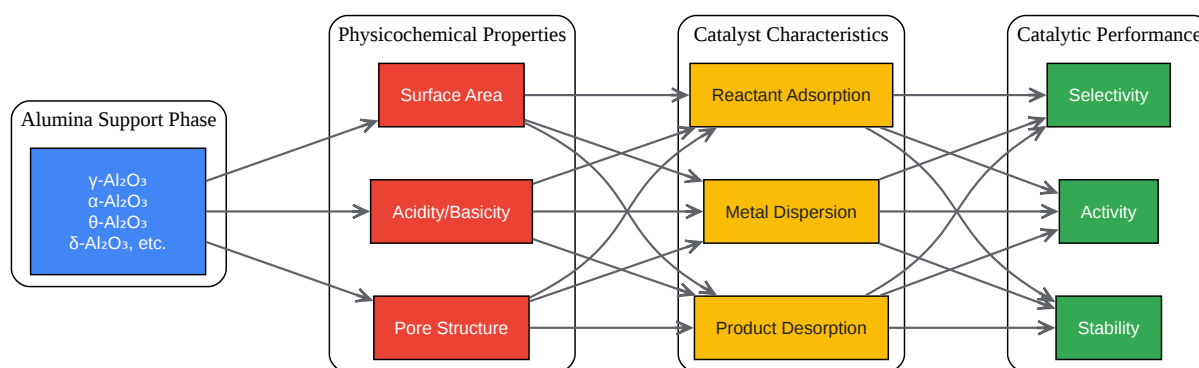 Alumina Support Phase
γ-Al₂O₃
α-Al₂O₃
θ-Al₂O₃
δ-Al₂O₃, etc.
Physicochemical Properties
Surface Area
Acidity/Basicity
Pore Structure
Catalyst Characteristics
Reactant Adsorption
Metal Dispersion
Product Desorption
Catalytic Performance
Selectivity
Activity
Stability